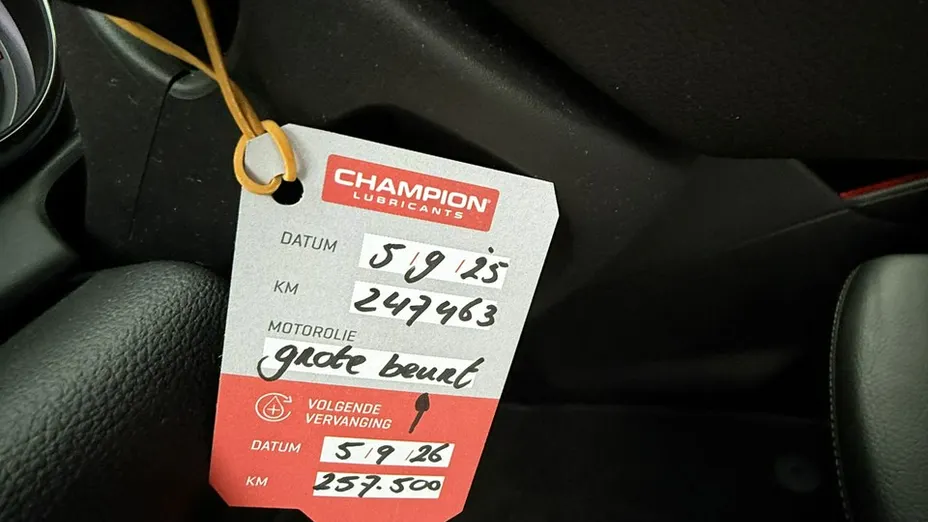 CHAMPION
LUBRICANTS
DATUM 5/9/25
KM 247463
MOTOROLIE
grote beurt
VOLGENDE
VERVANGING
DATUM 5/9/26
KM 257.500